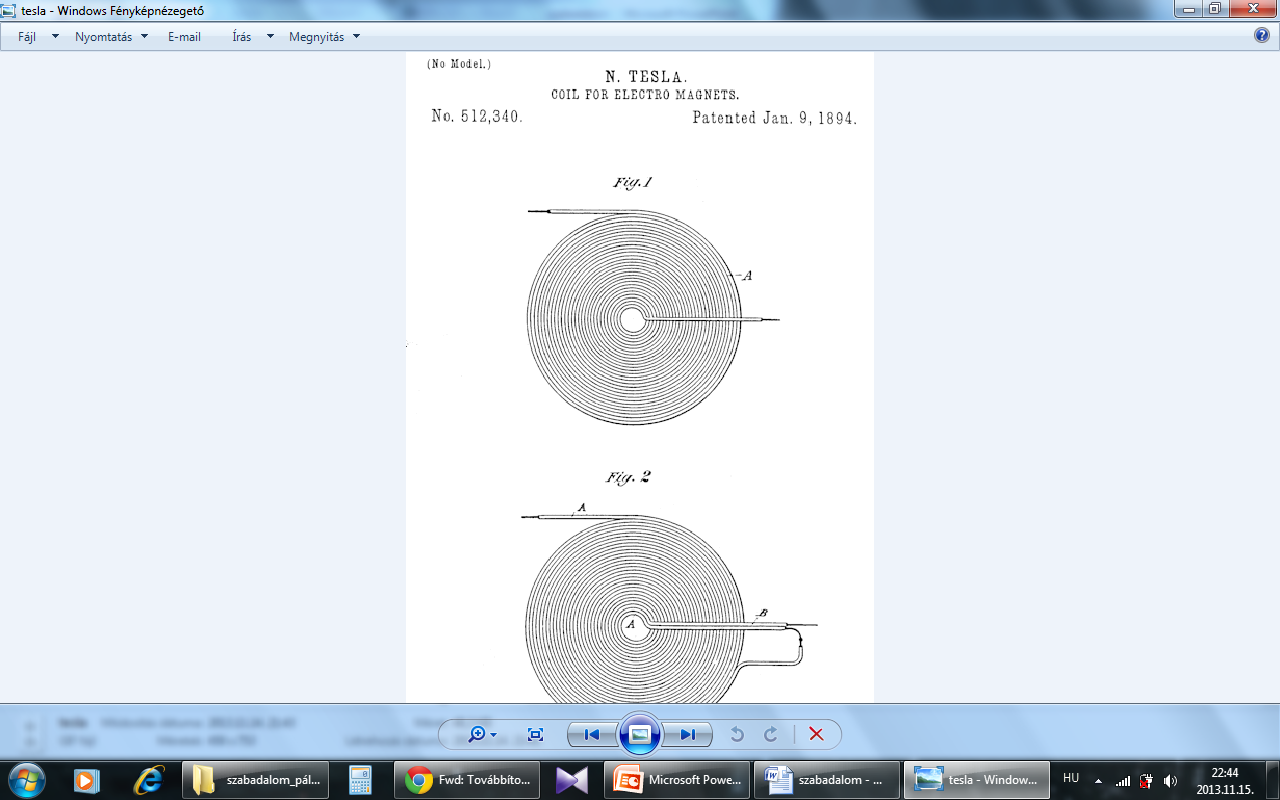 tesla - Windows Fényképnézegető
Fájl Nyomtatás E-mail Írás Megnyitás
(No Model.)
N. TESLA.
COIL FOR ELECTRO MAGNETS.
No. 512,340. Patented Jan. 9, 1894.
Fig.1
A
Fig. 2
A
B
A
szabadalom_pál... Fwd: Továbbíto... Microsoft Powe... szabadalom - ... tesla - Window... HU 22:44
2013.11.15.